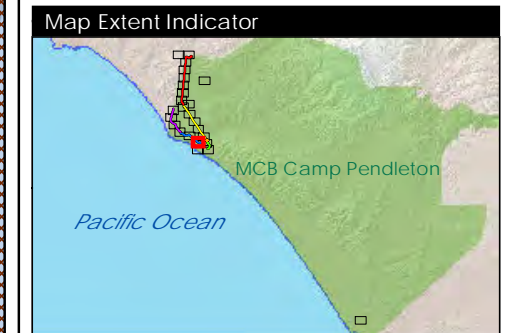 Map Extent Indicator
MCB Camp Pendleton
Pacific Ocean